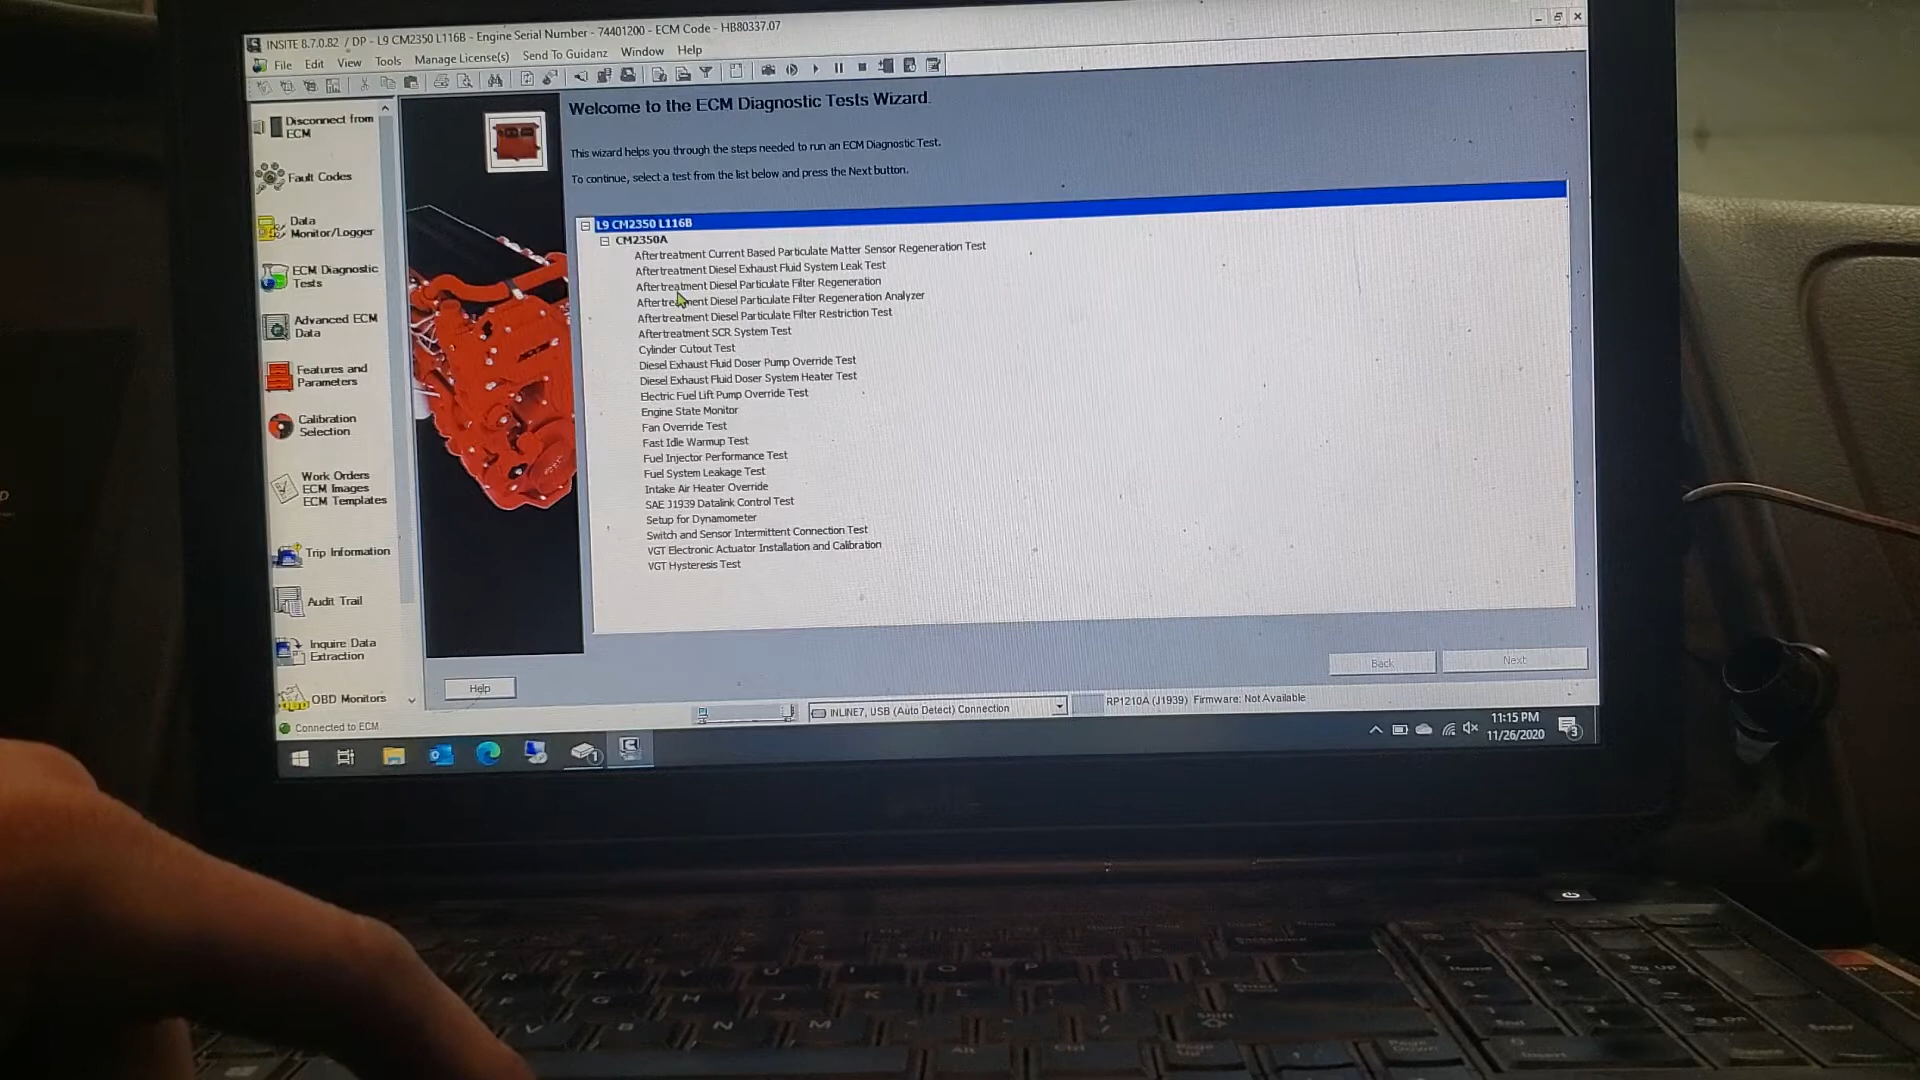 INSITE 8.7.0.82 / DP - L9 CM2350 L116B - Engine Serial Number - 74401200 - ECM Code - HB80337.07
File Edit View Tools Manage License(s) Send To Guidanz Window Help
Disconnect from
ECM
Fault Codes
Data
Monitor/Logger
ECM Diagnostic
Tests
Advanced ECM
Data
Features and
Parameters
Calibration
Selection
Work Orders
ECM Images
ECM Templates
Trip Information
Audit Trail
Inquire Data
Extraction
OBD Monitors
Connected to ECM
Welcome to the ECM Diagnostic Tests Wizard.
This wizard helps you through the steps needed to run an ECM Diagnostic Test.
To continue, select a test from the list below and press the Next button.
L9 CM2350 L116B
CM2350A
Aftertreatment Current Based Particulate Matter Sensor Regeneration Test
Aftertreatment Diesel Exhaust Fluid System Leak Test
Aftertreatment Diesel Particulate Filter Regeneration
Aftertreatment Diesel Particulate Filter Regeneration Analyzer
Aftertreatment Diesel Particulate Filter Restriction Test
Aftertreatment SCR System Test
Cylinder Cutout Test
Diesel Exhaust Fluid Doser Pump Override Test
Diesel Exhaust Fluid Doser System Heater Test
Electric Fuel Lift Pump Override Test
Engine State Monitor
Fan Override Test
Fast Idle Warmup Test
Fuel Injector Performance Test
Fuel System Leakage Test
Intake Air Heater Override
SAE J1939 Datalink Control Test
Setup for Dynamometer
Switch and Sensor Intermittent Connection Test
VGT Electronic Actuator Installation and Calibration
VGT Hysteresis Test
Back Next
Help
INLINE7, USB (Auto Detect) Connection
RP1210A (J1939) Firmware: Not Available
11:15 PM
11/26/2020
3
1